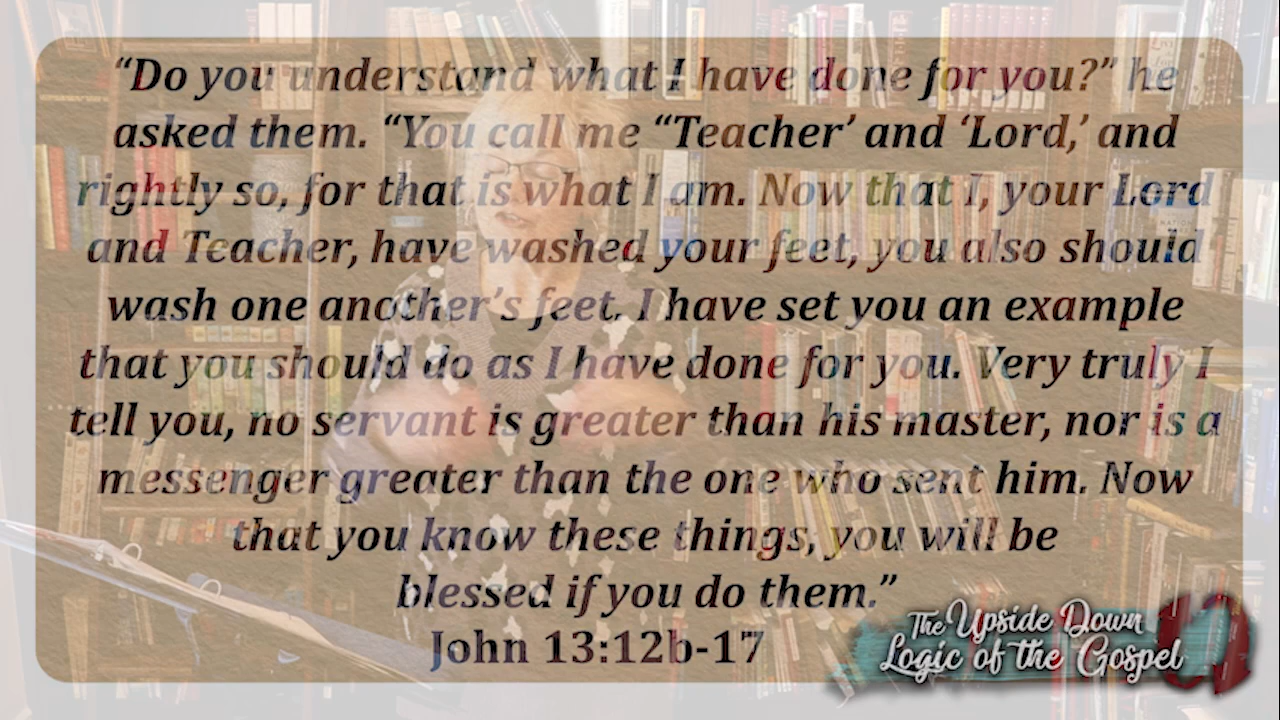 “Do you understand what I have done for you?” he
asked them. “You call me “Teacher’ and ‘Lord,’ and
rightly so, for that is what I am. Now that I, your Lord
and Teacher, have washed your feet, you also should
wash one another’s feet. I have set you an example
that you should do as I have done for you. Very truly I
tell you, no servant is greater than his master, nor is a
messenger greater than the one who sent him. Now
that you know these things, you will be
blessed if you do them.”
John 13:12b-17
The Upside Down
Logic of the Gospel